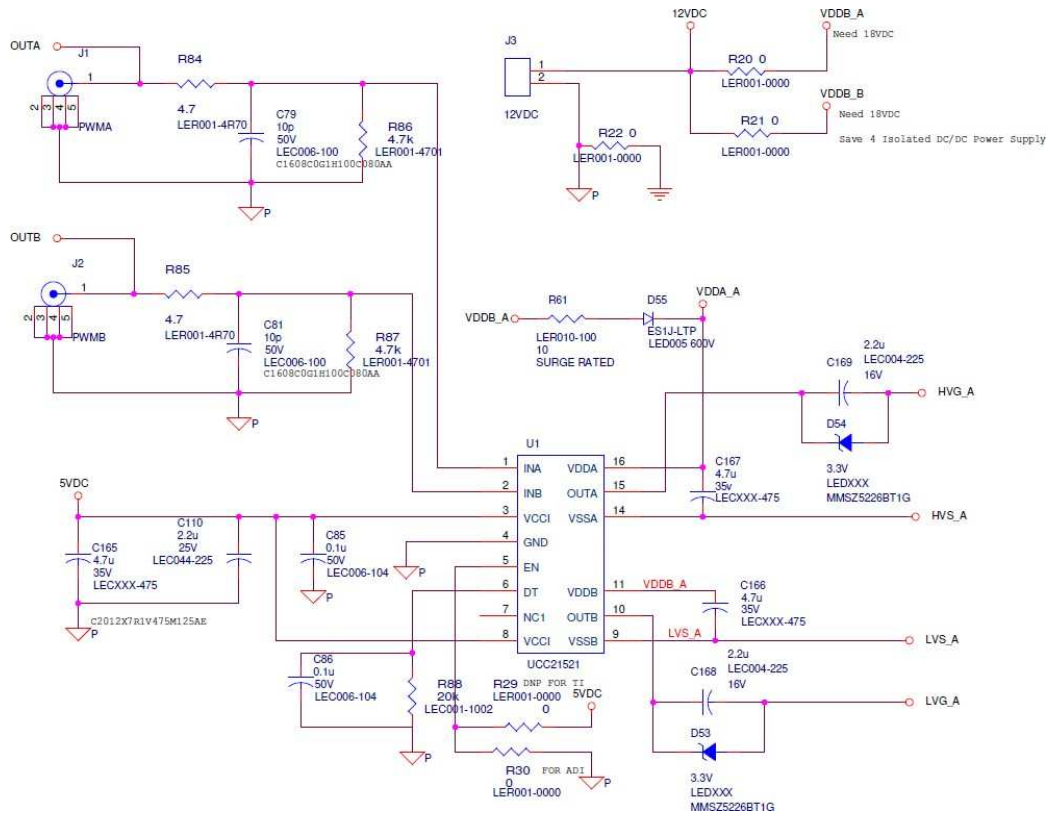 OUTA
J1
1
2
3
4
5
PWMA
R84
4.7
LER001-4R70
C79
10p
50V
LEC006-100
C1608C0G1H100C080AA
R86
4.7k
LER001-4701
P
J3
1
2
12VDC
12VDC
R20 0
LER001-0000
VDDB_A
Need 18VDC
R21 0
LER001-0000
VDDB_B
Need 18VDC
Save 4 Isolated DC/DC Power Supply
R22 0
LER001-0000
P
OUTB
J2
1
2
3
4
5
PWMB
R85
4.7
LER001-4R70
C81
10p
50V
LEC006-100
C1608C0G1H100C080AA
R87
4.7k
LER001-4701
P
VDDB_A
R61
LER010-100
10
SURGE RATED
D55
ES1J-LTP
LED005 600V
VDDA_A
2.2u
LEC004-225
C169
16V
HVG_A
D54
3.3V
LEDXXX
MMSZ5226BT1G
U1
1 INA VDDA 16
2 INB OUTA 15
3 VCCI VSSA 14
4 GND
5 EN
6 DT VDDB 11
7 NC1 OUTB 10
8 VCCI VSSB 9
UCC21521
C167
4.7u
35v
LECXXX-475
HVS_A
VDDB_A
C166
4.7u
35V
LECXXX-475
LVS_A
LVS_A
2.2u
LEC004-225
C168
16V
LVG_A
D53
3.3V
LEDXXX
MMSZ5226BT1G
5VDC
C165
4.7u
35V
LECXXX-475
C110
2.2u
25V
LEC044-225
C85
0.1u
50V
LEC006-104
P
P
P
C2012X7R1V475M125AE
C86
0.1u
50V
LEC006-104
R88
20k
LEC001-1002
P
R29 DNP FOR TI
LER001-0000
0
5VDC
R30 FOR ADI
0
LER001-0000
P